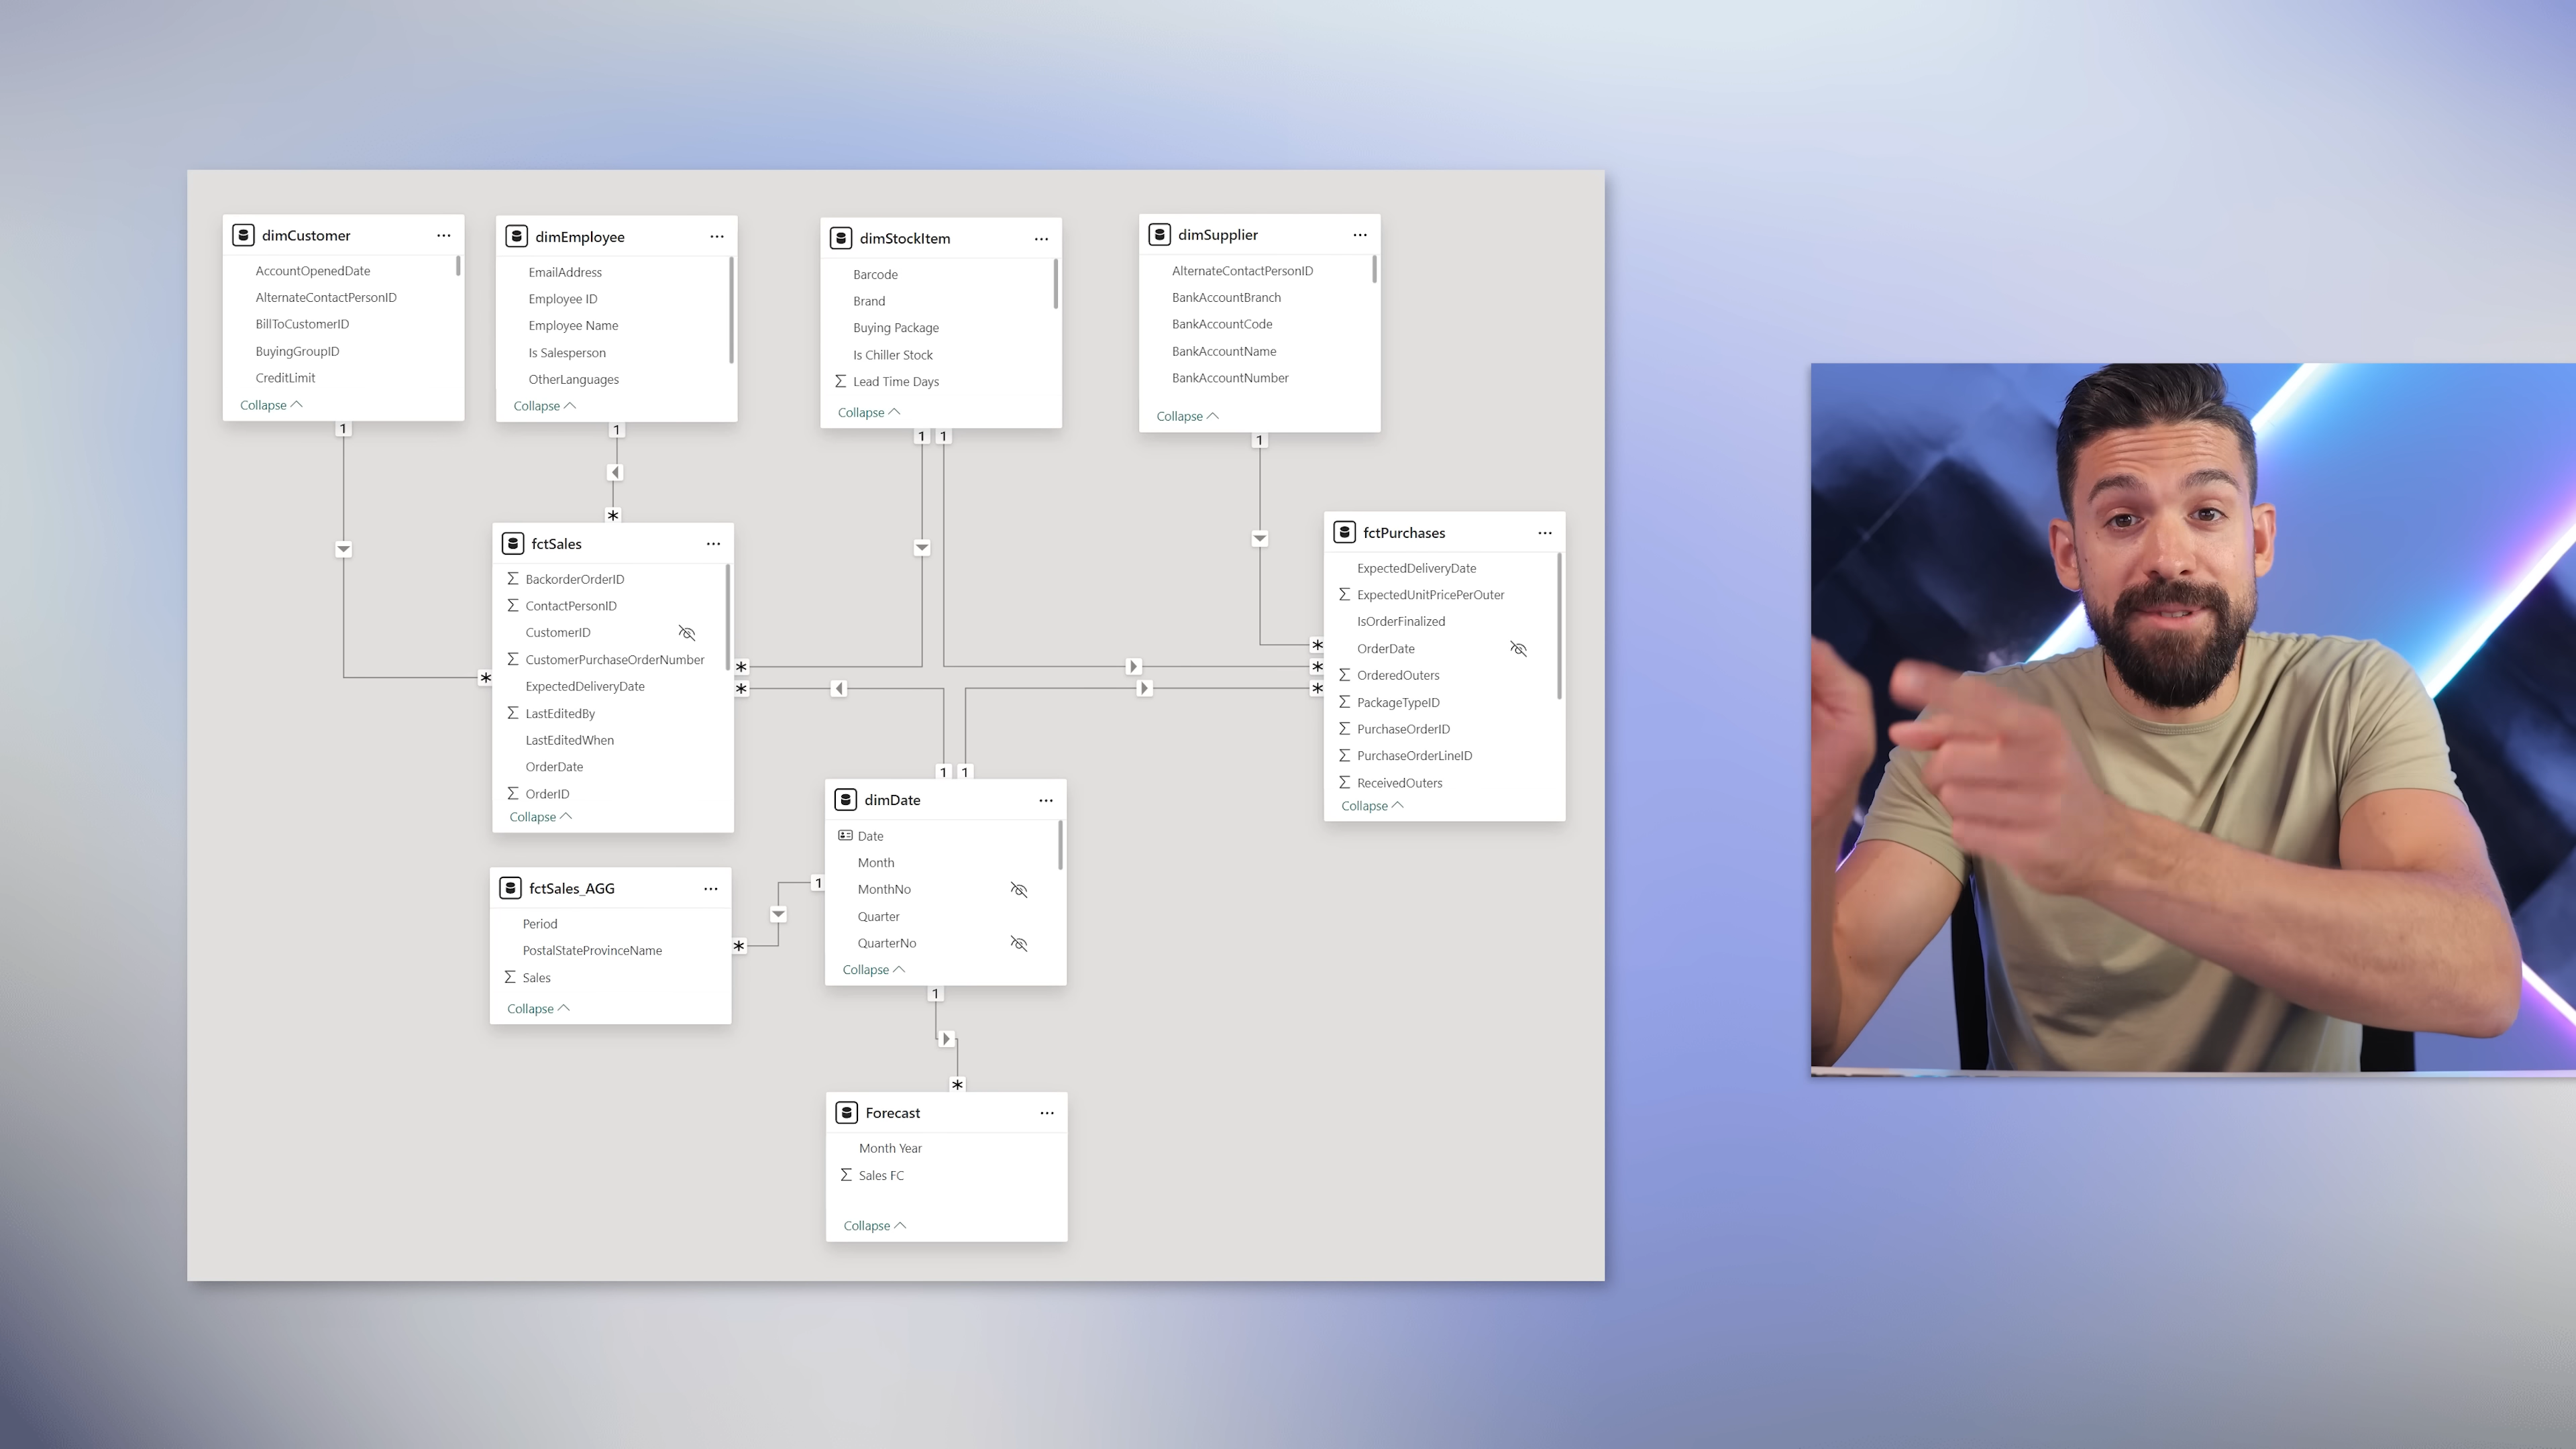 dimCustomer
AccountOpenedDate
AlternateContactPersonID
BillToCustomerID
BuyingGroupID
CreditLimit
Collapse
1
dimEmployee
EmailAddress
Employee ID
Employee Name
Is Salesperson
OtherLanguages
Collapse
1
*
dimStockItem
Barcode
Brand
Buying Package
Is Chiller Stock
Σ Lead Time Days
Collapse
1 1
dimSupplier
AlternateContactPersonID
BankAccountBranch
BankAccountCode
BankAccountName
BankAccountNumber
Collapse
1
fctSales
Σ BackorderOrderID
Σ ContactPersonID
CustomerID
Σ CustomerPurchaseOrderNumber
ExpectedDeliveryDate
Σ LastEditedBy
LastEditedWhen
OrderDate
Σ OrderID
Collapse
*
*
*
fctPurchases
ExpectedDeliveryDate
Σ ExpectedUnitPricePerOuter
IsOrderFinalized
OrderDate
Σ OrderedOuters
Σ PackageTypeID
Σ PurchaseOrderID
Σ PurchaseOrderLineID
Σ ReceivedOuters
Collapse
*
*
*
1 1
dimDate
Date
Month
MonthNo
Quarter
QuarterNo
Collapse
1
1
fctSales_AGG
Period
PostalStateProvinceName
Σ Sales
Collapse
*
*
Forecast
Month Year
Σ Sales FC
Collapse